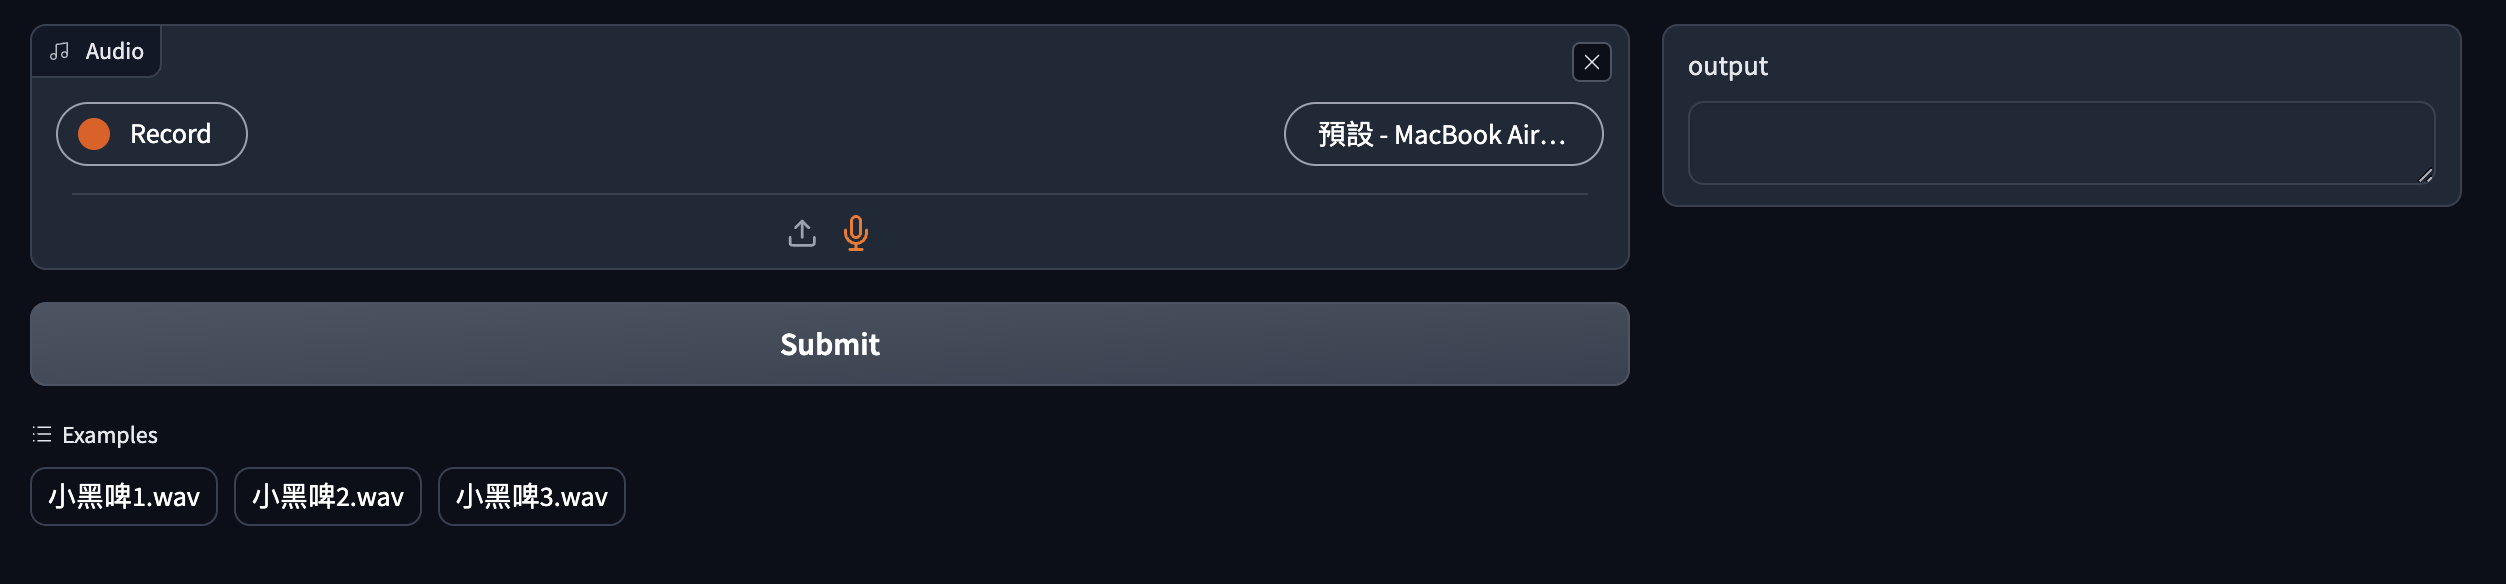 Audio
Record
預設 - MacBook Air...
output
Submit
Examples
小黑啤1.wav
小黑啤2.wav
小黑啤3.wav